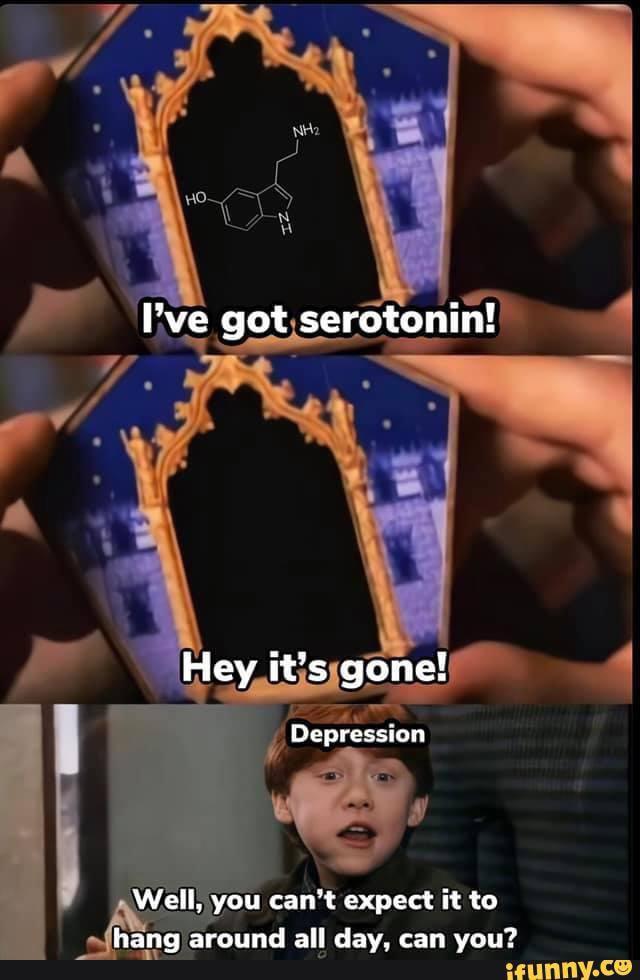 NH₂
HO
N
H
I've got serotonin!
Hey it's gone!
Depression
Well, you can't expect it to
hang around all day, can you?
ifunny.co